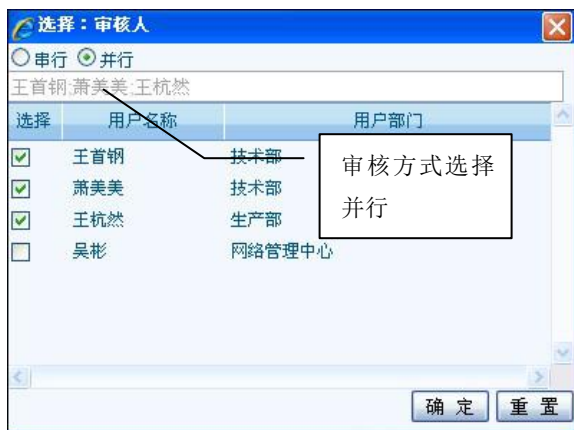 选择：审核人
串行 并行
王首钢;萧美美;王杭然
选择 用户名称 用户部门
王首钢 技术部
萧美美 技术部
王杭然 生产部
吴彬 网络管理中心
审核方式选择
并行
确 定 重 置